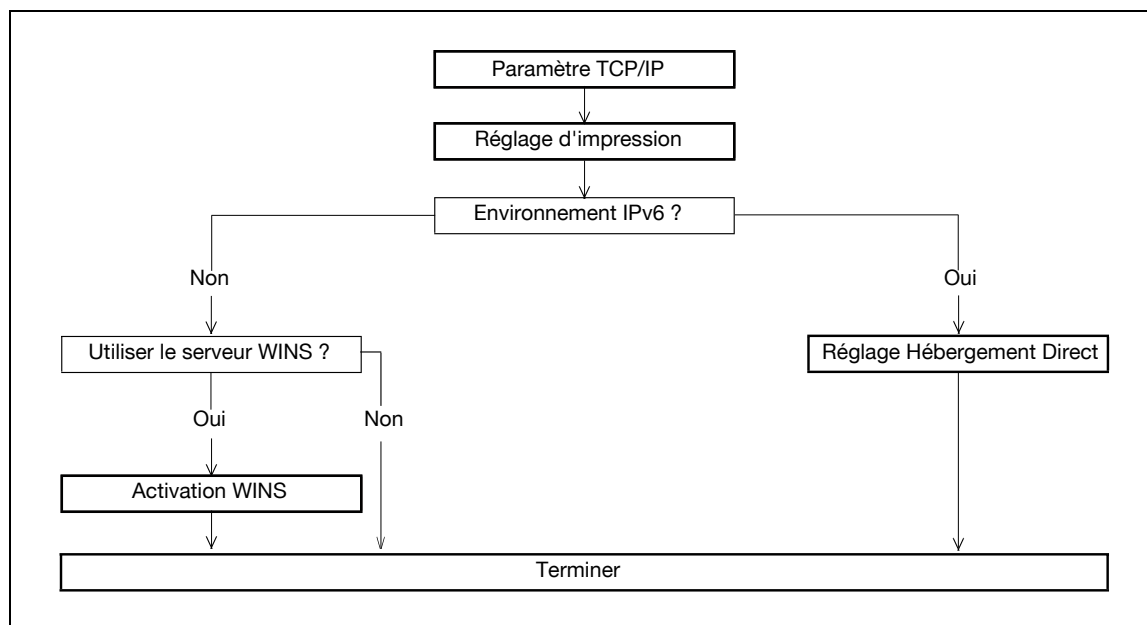 Paramètre TCP/IP
Réglage d'impression
Environnement IPv6 ?
Non
Oui
Utiliser le serveur WINS ?
Réglage Hébergement Direct
Oui
Non
Activation WINS
Terminer